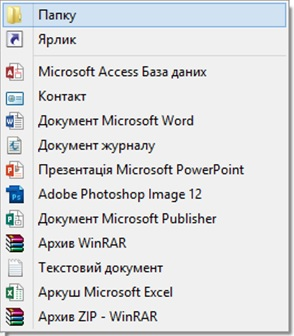 Папку
Ярлик
Microsoft Access База даних
Контакт
Документ Microsoft Word
Документ журналу
Презентація Microsoft PowerPoint
Adobe Photoshop Image 12
Документ Microsoft Publisher
Архив WinRAR
Текстовий документ
Аркуш Microsoft Excel
Архив ZIP - WinRAR